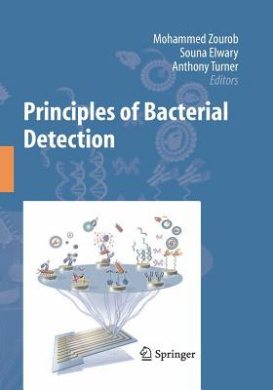 Mohammed Zourob
Souna Elwary
Anthony Turner
Editors
Principles of Bacterial
Detection
Springer